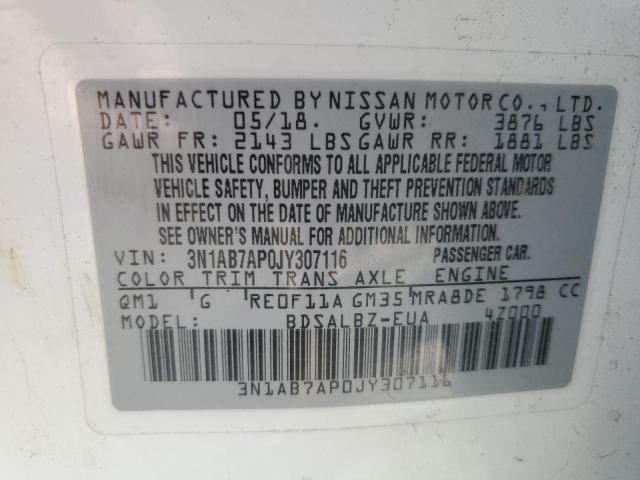 MANUFACTURED BY NISSAN MOTOR CO., LTD.
DATE: 05/18. GVWR: 3876 LBS
GAWR FR: 2143 LBS GAWR RR: 1881 LBS
THIS VEHICLE CONFORMS TO ALL APPLICABLE FEDERAL MOTOR
VEHICLE SAFETY, BUMPER AND THEFT PREVENTION STANDARDS
IN EFFECT ON THE DATE OF MANUFACTURE SHOWN ABOVE.
SEE OWNER'S MANUAL FOR ADDITIONAL INFORMATION.
VIN: 3N1AB7AP0JY307116 PASSENGER CAR.
COLOR TRIM TRANS AXLE ENGINE
QM1 G RE0F11A GM35 MRA8DE 1798 CC
MODEL: BDSALBZ-EUA 4Z000
3N1AB7AP0JY307116